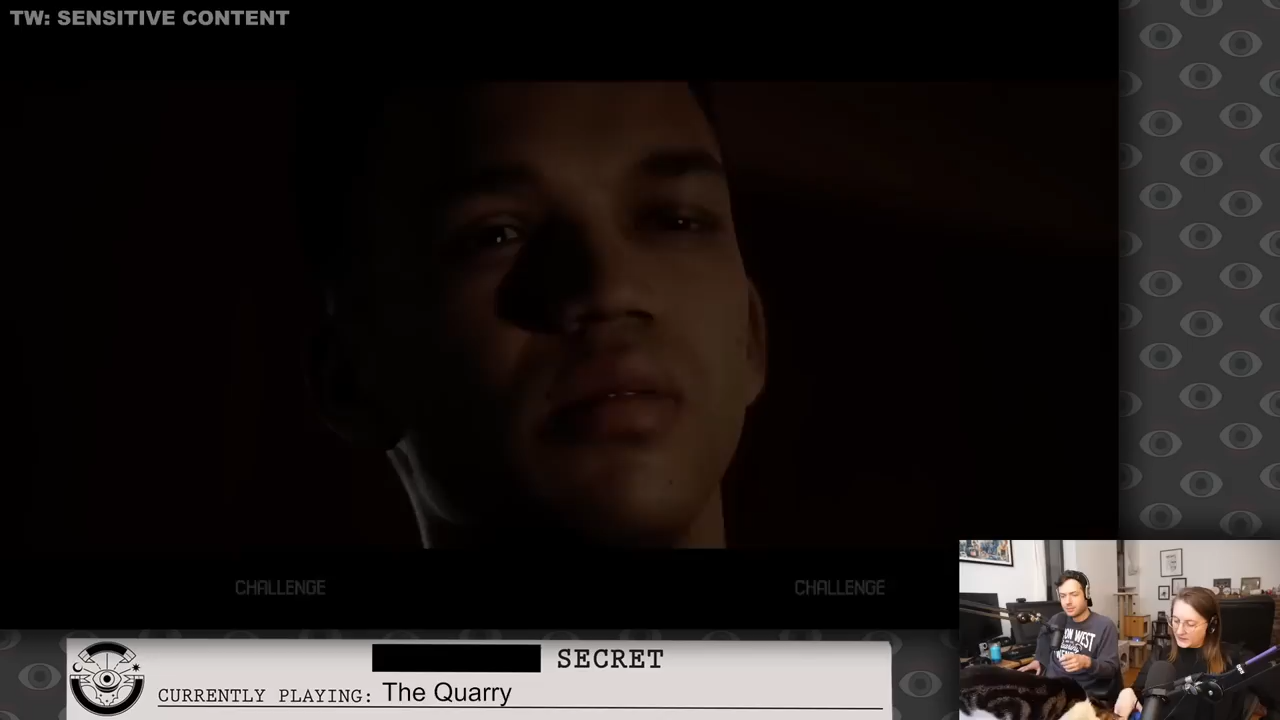 TW: SENSITIVE CONTENT
CHALLENGE CHALLENGE
SECRET
CURRENTLY PLAYING: The Quarry